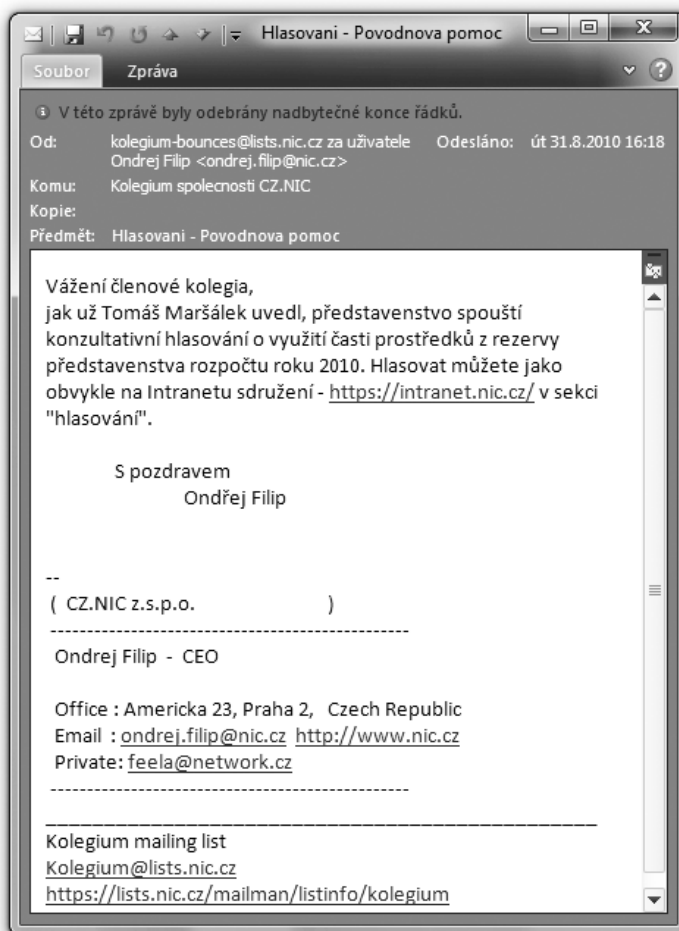 Hlasovani - Povodnova pomoc
Soubor Zpráva
V této zprávě byly odebrány nadbytečné konce řádků.
Od: kolegium-bounces@lists.nic.cz za uživatele Odesláno: út 31.8.2010 16:18
Ondrej Filip <ondrej.filip@nic.cz>
Komu: Kolegium spolecnosti CZ.NIC
Kopie:
Předmět: Hlasovani - Povodnova pomoc
Vážení členové kolegia,
jak už Tomáš Maršálek uvedl, představenstvo spouští
konzultativní hlasování o využití časti prostředků z rezervy
představenstva rozpočtu roku 2010. Hlasovat můžete jako
obvykle na Intranetu sdružení - https://intranet.nic.cz/ v sekci
"hlasování".
S pozdravem
Ondřej Filip
--
( CZ.NIC z.s.p.o. )
-------------------------------------------------
Ondrej Filip - CEO
Office : Americka 23, Praha 2, Czech Republic
Email : ondrej.filip@nic.cz http://www.nic.cz
Private: feela@network.cz
-------------------------------------------------
_______________________________________________
Kolegium mailing list
Kolegium@lists.nic.cz
https://lists.nic.cz/mailman/listinfo/kolegium